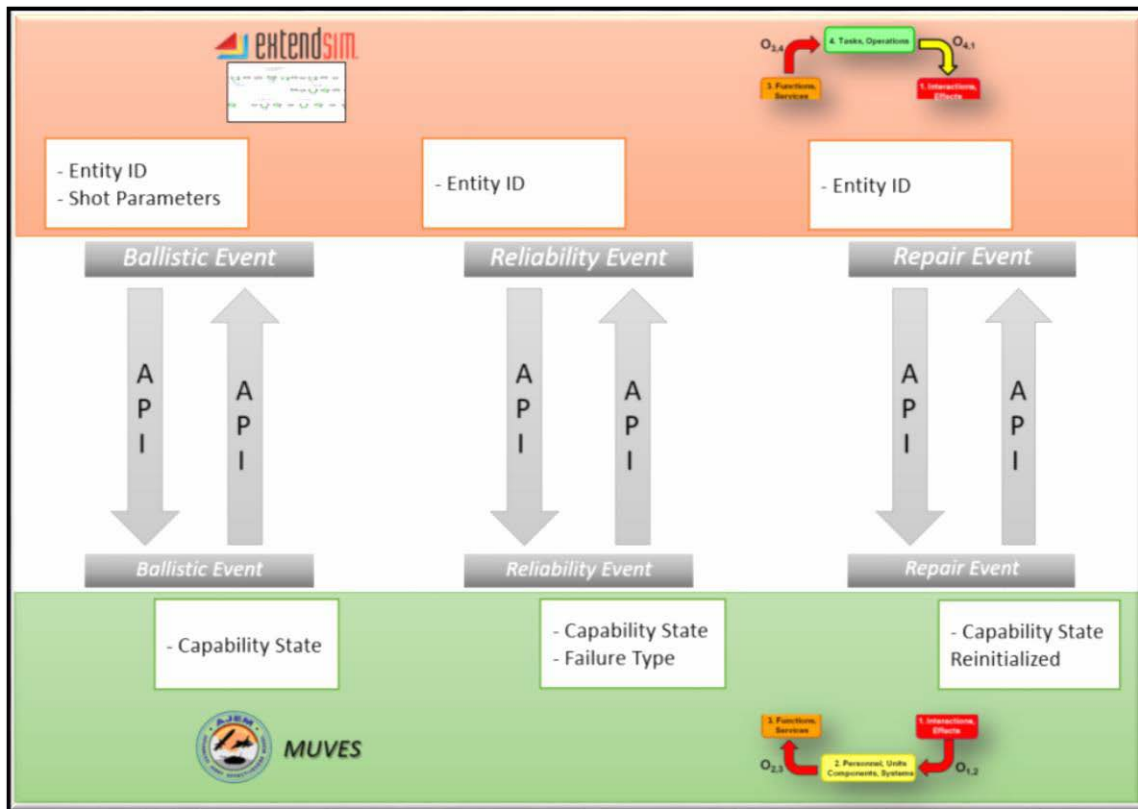 extendsim
O3,4
4. Tasks, Operations
O4,1
3. Functions,
Services
1. Interactions,
Effects
- Entity ID
- Shot Parameters
- Entity ID
- Entity ID
Ballistic Event
Reliability Event
Repair Event
A
P
I
A
P
I
A
P
I
A
P
I
A
P
I
A
P
I
Ballistic Event
Reliability Event
Repair Event
- Capability State
- Capability State
- Failure Type
- Capability State
Reinitialized
AJEM
MUVES
3. Functions,
Services
1. Interactions,
Effects
O2,3
2. Personnel, Units
Components, Systems
O1,2